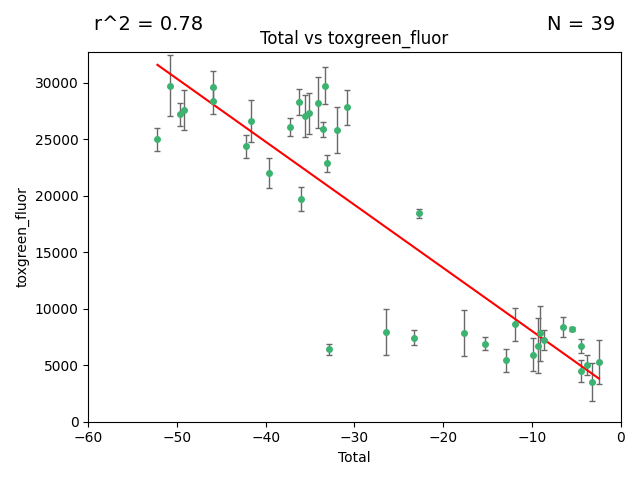 r^2 = 0.78
N = 39
Total vs toxgreen_fluor
toxgreen_fluor
30000
25000
20000
15000
10000
5000
0
−60
−50
−40
−30
−20
−10
0
Total